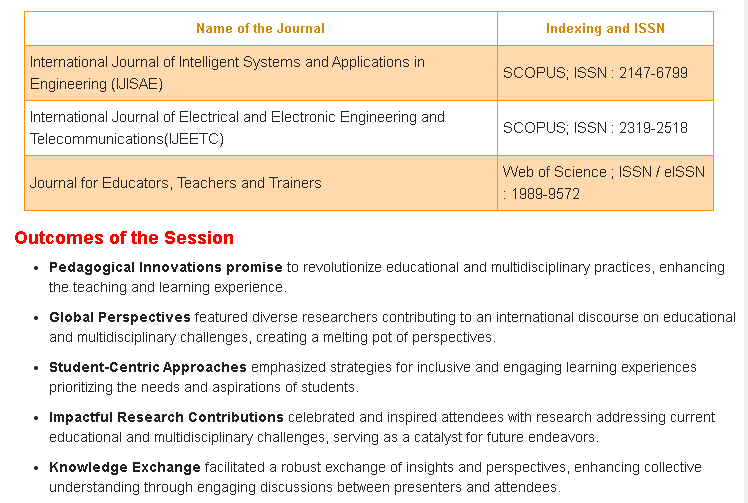 Name of the Journal
Indexing and ISSN
International Journal of Intelligent Systems and Applications in
Engineering (IJISAE)
SCOPUS; ISSN : 2147-6799
International Journal of Electrical and Electronic Engineering and
Telecommunications(IJEETC)
SCOPUS; ISSN : 2319-2518
Journal for Educators, Teachers and Trainers
Web of Science ; ISSN / eISSN
: 1989-9572
Outcomes of the Session
• Pedagogical Innovations promise to revolutionize educational and multidisciplinary practices, enhancing
the teaching and learning experience.
• Global Perspectives featured diverse researchers contributing to an international discourse on educational
and multidisciplinary challenges, creating a melting pot of perspectives.
• Student-Centric Approaches emphasized strategies for inclusive and engaging learning experiences
prioritizing the needs and aspirations of students.
• Impactful Research Contributions celebrated and inspired attendees with research addressing current
educational and multidisciplinary challenges, serving as a catalyst for future endeavors.
• Knowledge Exchange facilitated a robust exchange of insights and perspectives, enhancing collective
understanding through engaging discussions between presenters and attendees.